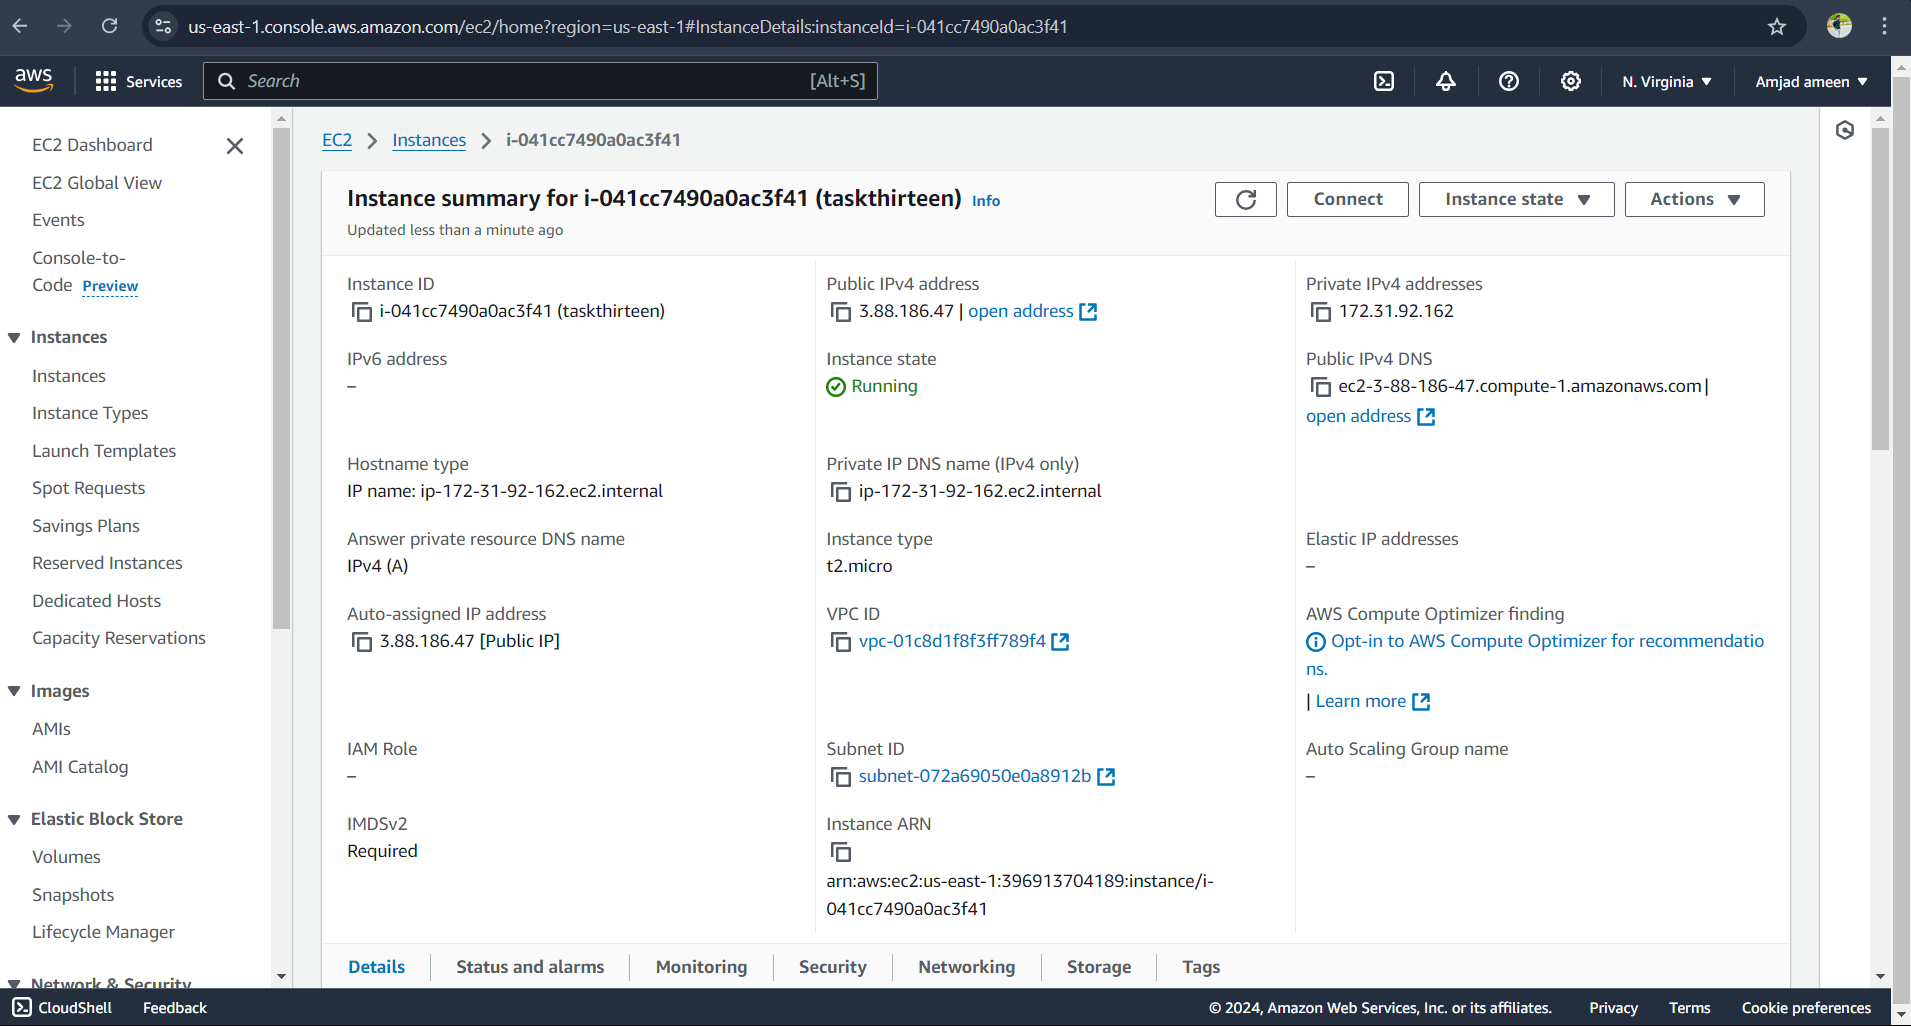 us-east-1.console.aws.amazon.com/ec2/home?region=us-east-1#InstanceDetails:instanceId=i-041cc7490a0ac3f41
aws Services Search [Alt+S] N. Virginia Amjad ameen
EC2 Dashboard
EC2 Global View
Events
Console-to-
Code Preview
Instances
Instances
Instance Types
Launch Templates
Spot Requests
Savings Plans
Reserved Instances
Dedicated Hosts
Capacity Reservations
Images
AMIs
AMI Catalog
Elastic Block Store
Volumes
Snapshots
Lifecycle Manager
Network & Security
EC2 Instances i-041cc7490a0ac3f41
Instance summary for i-041cc7490a0ac3f41 (taskthirteen) Info
Updated less than a minute ago
Connect Instance state Actions
Instance ID
i-041cc7490a0ac3f41 (taskthirteen)
Public IPv4 address
3.88.186.47 | open address
Private IPv4 addresses
172.31.92.162
IPv6 address
–
Instance state
Running
Public IPv4 DNS
ec2-3-88-186-47.compute-1.amazonaws.com |
open address
Hostname type
IP name: ip-172-31-92-162.ec2.internal
Private IP DNS name (IPv4 only)
ip-172-31-92-162.ec2.internal
Answer private resource DNS name
IPv4 (A)
Instance type
t2.micro
Elastic IP addresses
–
Auto-assigned IP address
3.88.186.47 [Public IP]
VPC ID
vpc-01c8d1f8f3ff789f4
AWS Compute Optimizer finding
Opt-in to AWS Compute Optimizer for recommendatio
ns.
| Learn more
IAM Role
–
Subnet ID
subnet-072a69050e0a8912b
Auto Scaling Group name
–
IMDSv2
Required
Instance ARN
arn:aws:ec2:us-east-1:396913704189:instance/i-
041cc7490a0ac3f41
Details Status and alarms Monitoring Security Networking Storage Tags
CloudShell Feedback © 2024, Amazon Web Services, Inc. or its affiliates. Privacy Terms Cookie preferences